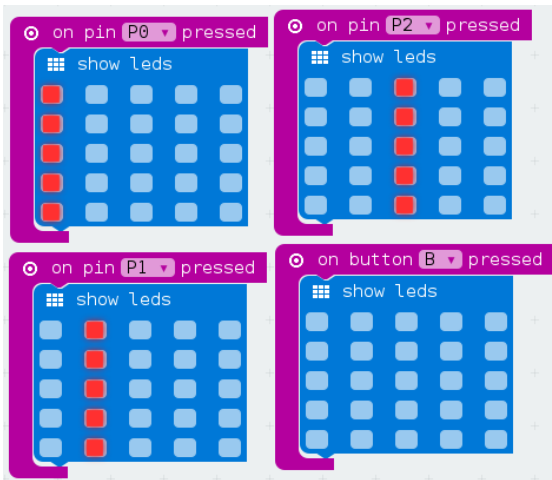 on pin P0 pressed
show leds
on pin P2 pressed
show leds
on pin P1 pressed
show leds
on button B pressed
show leds